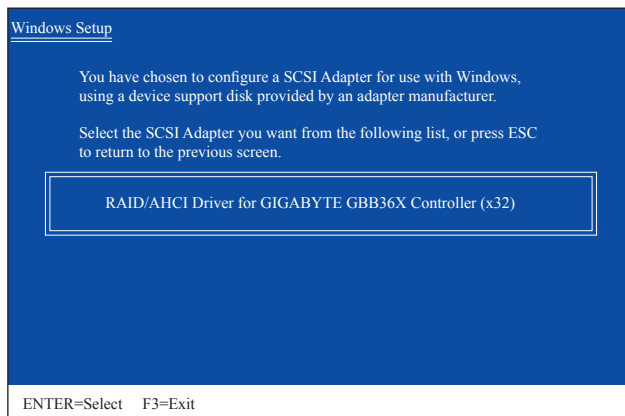 Windows Setup
You have chosen to configure a SCSI Adapter for use with Windows,
using a device support disk provided by an adapter manufacturer.
Select the SCSI Adapter you want from the following list, or press ESC
to return to the previous screen.
RAID/AHCI Driver for GIGABYTE GBB36X Controller (x32)
ENTER=Select F3=Exit